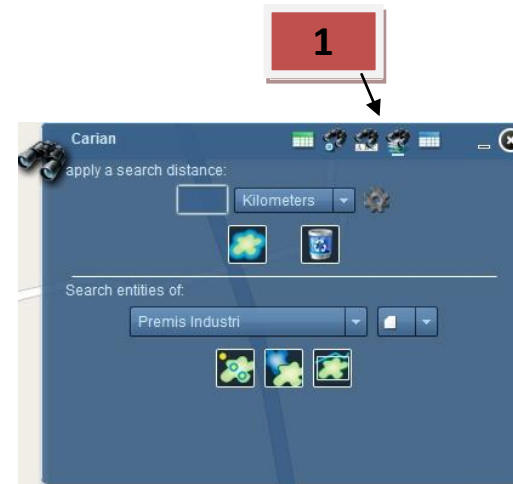 1
Carian
apply a search distance:
Kilometers
Search entities of:
Premis Industri